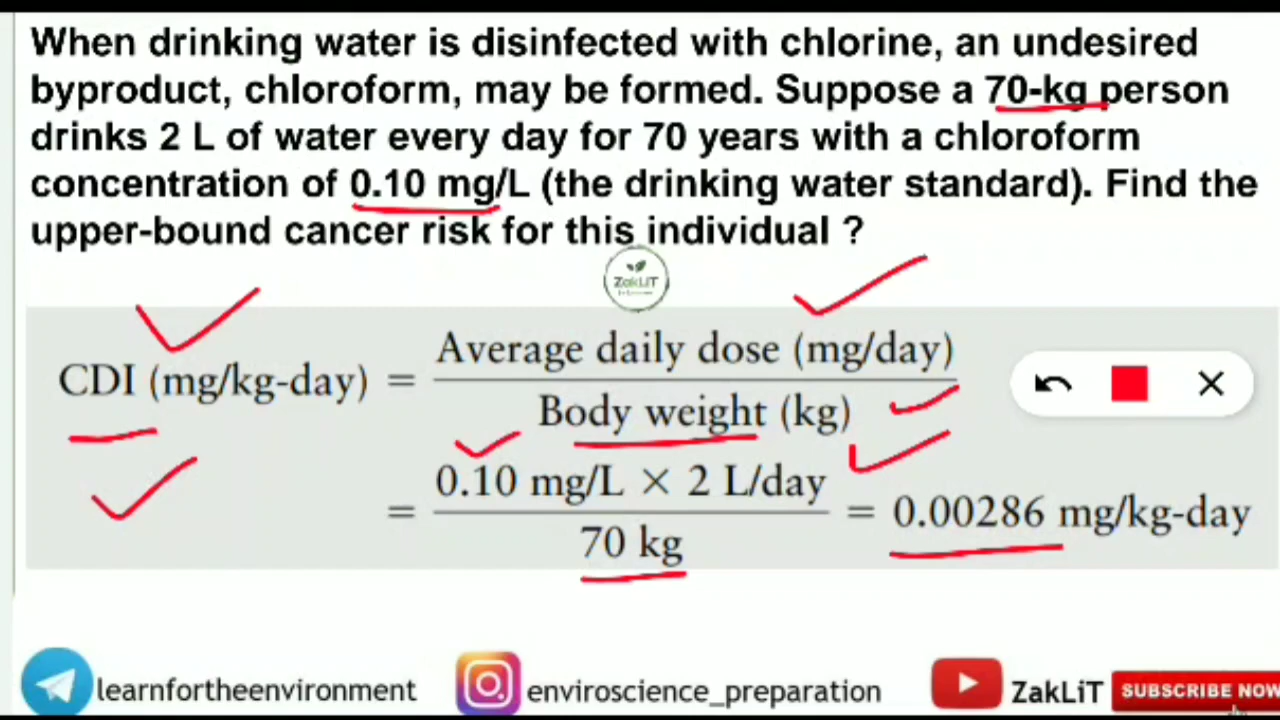 When drinking water is disinfected with chlorine, an undesired
byproduct, chloroform, may be formed. Suppose a 70-kg person
drinks 2 L of water every day for 70 years with a chloroform
concentration of 0.10 mg/L (the drinking water standard). Find the
upper-bound cancer risk for this individual ?
ZakLiT
Average daily dose (mg/day)
CDI (mg/kg-day) =
Body weight (kg)
0.10 mg/L × 2 L/day
= = 0.00286 mg/kg-day
70 kg
learnfortheenvironment enviroscience_preparation ZakLiT SUBSCRIBE NOW